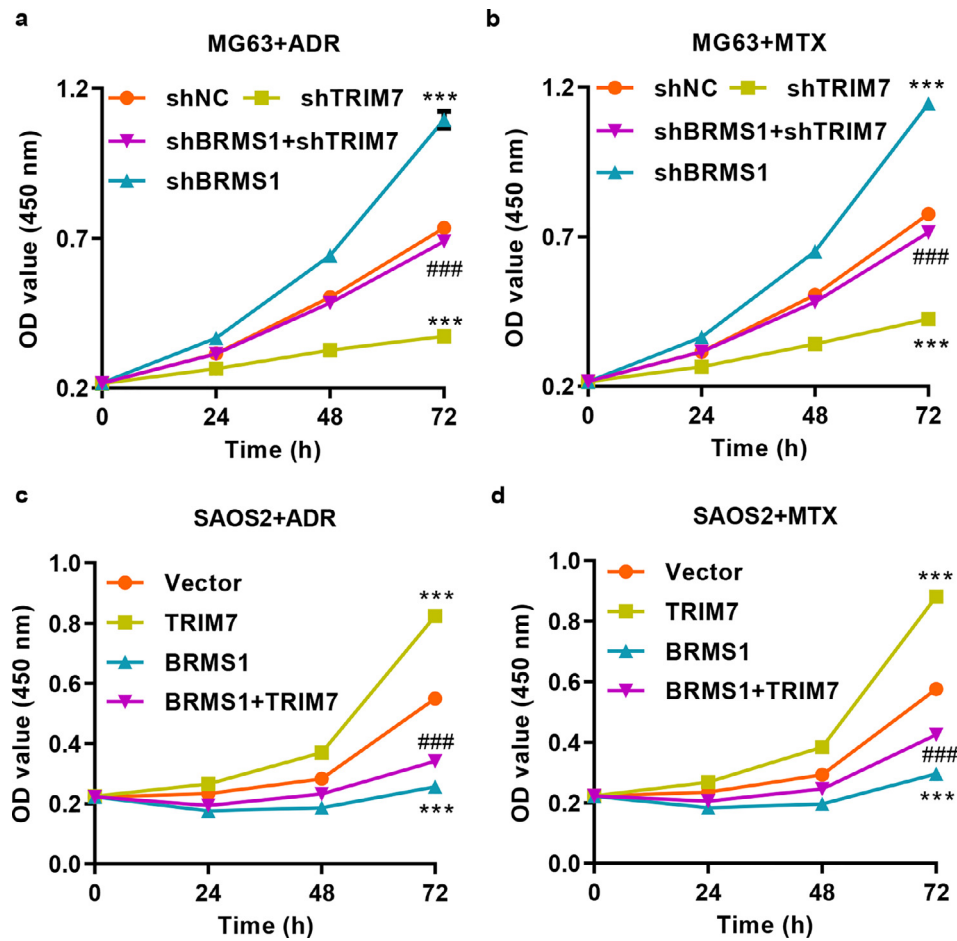 a
MG63+ADR
OD value (450 nm)
1.2
0.7
0.2
shNC shTRIM7
shBRMS1+shTRIM7
shBRMS1
***
###
***
0 24 48 72
Time (h)
b
MG63+MTX
OD value (450 nm)
1.2
0.7
0.2
shNC shTRIM7
shBRMS1+shTRIM7
shBRMS1
***
###
***
0 24 48 72
Time (h)
c
SAOS2+ADR
OD value (450 nm)
1.0
0.8
0.6
0.4
0.2
0.0
Vector
TRIM7
BRMS1
BRMS1+TRIM7
***
###
***
0 24 48 72
Time (h)
d
SAOS2+MTX
OD value (450 nm)
1.0
0.8
0.6
0.4
0.2
0.0
Vector
TRIM7
BRMS1
BRMS1+TRIM7
***
###
***
0 24 48 72
Time (h)